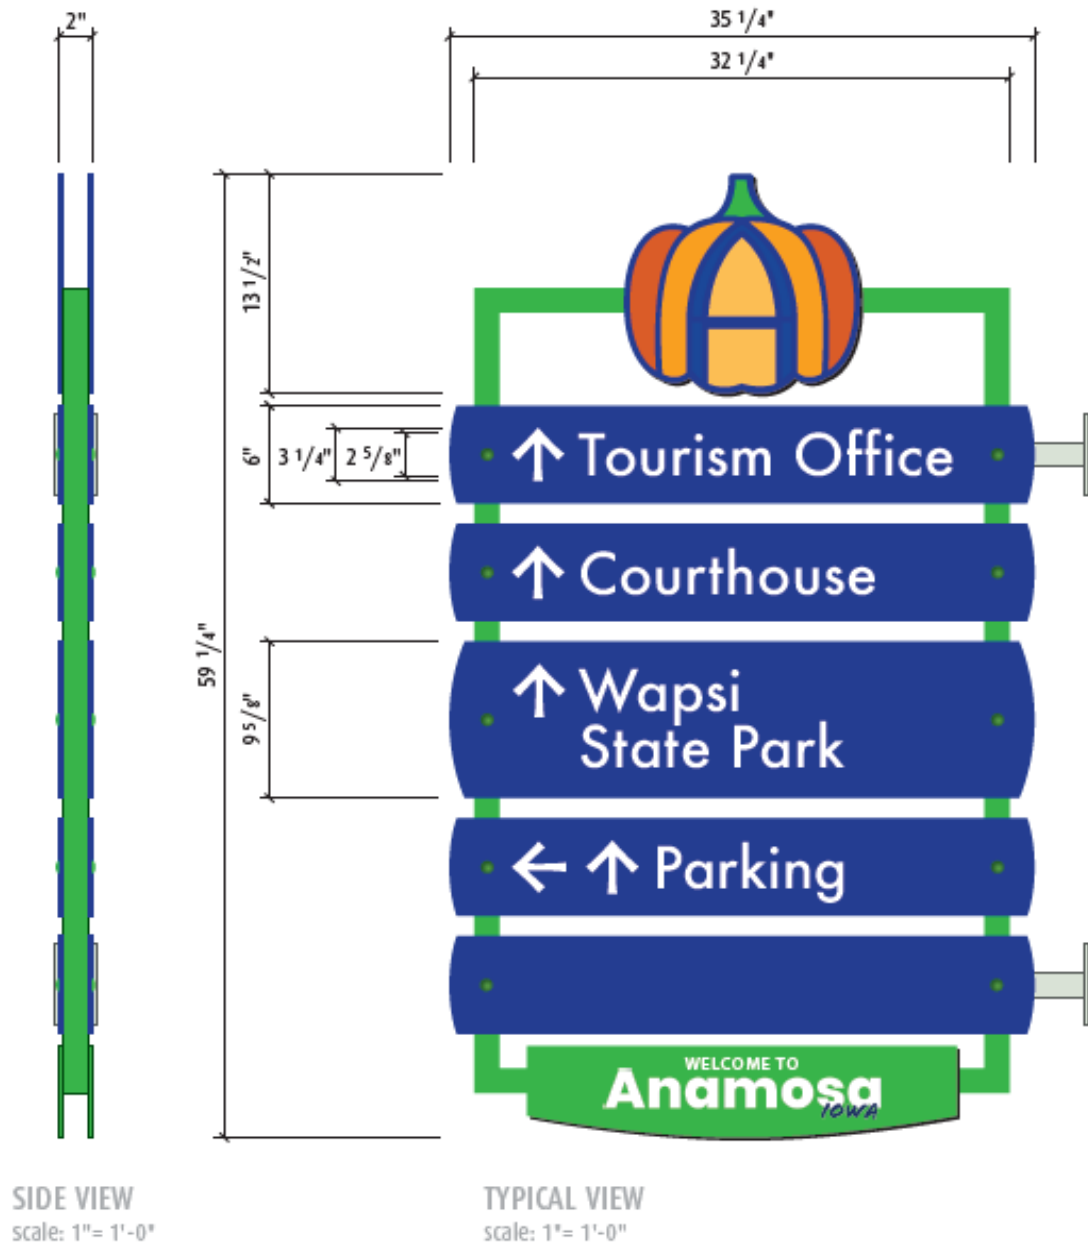 2"
35 1/4"
32 1/4"
13 1/2"
6"
3 1/4"
2 5/8"
59 1/4"
9 5/8"
↑ Tourism Office
↑ Courthouse
↑ Wapsi
State Park
← ↑ Parking
WELCOME TO
Anamosa
IOWA
SIDE VIEW
scale: 1"= 1'-0"
TYPICAL VIEW
scale: 1"= 1'-0"